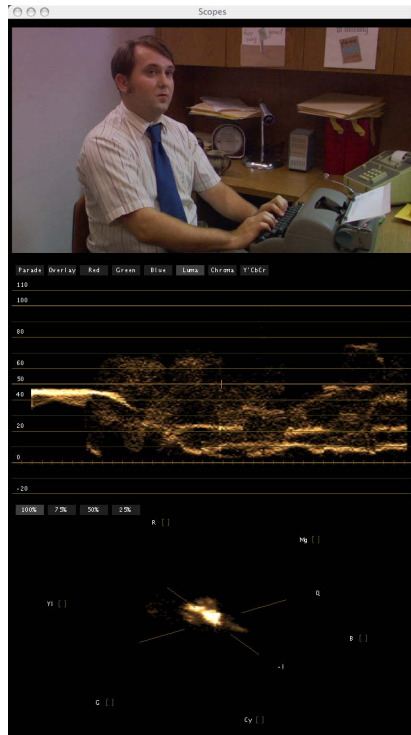 Scopes
Parade Overlay Red Green Blue Luma Chroma Y'CbCr
110
100
80
60
50
40
20
0
-20
100% 75% 50% 25%
R
Mg
Q
Yl
B
-I
G
Cy